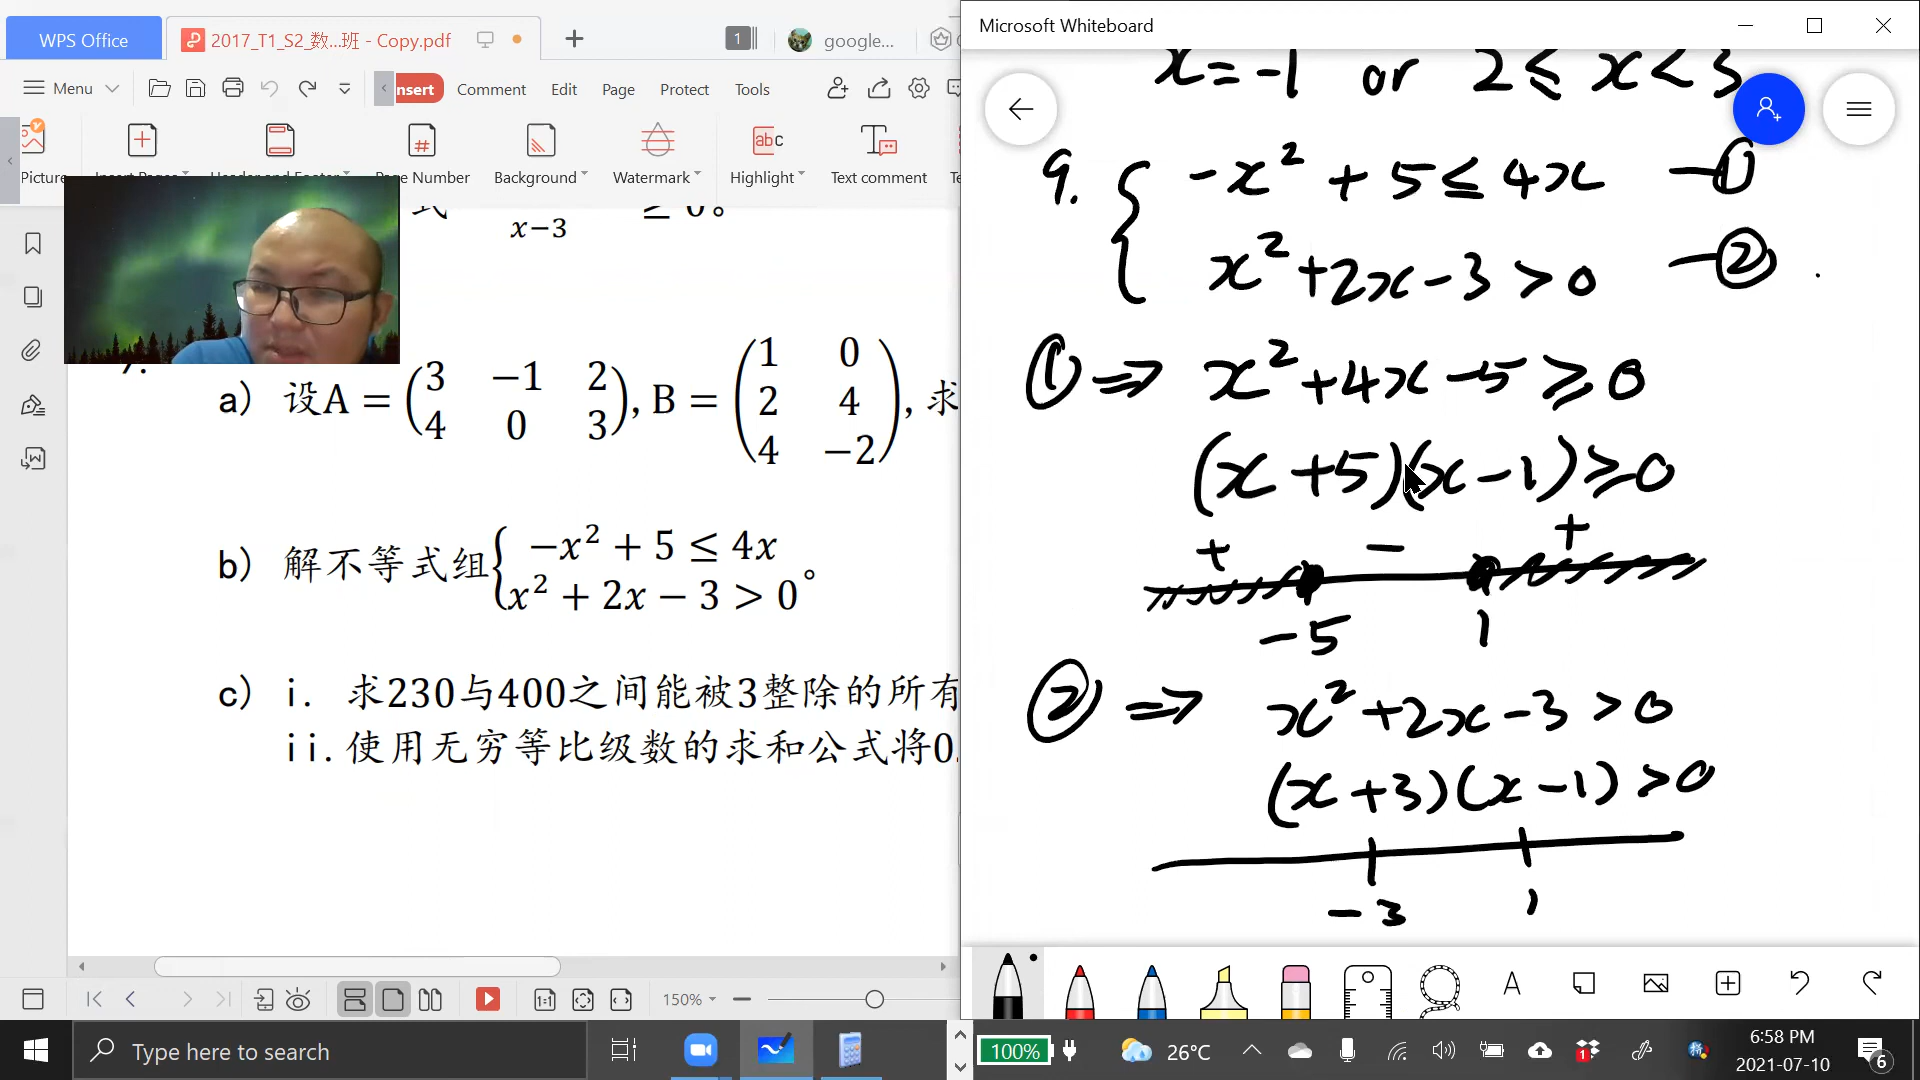 WPS Office
2017_T1_S2_数...班 - Copy.pdf
1
google...
Menu
Insert
Comment
Edit
Page
Protect
Tools
Picture
Page Number
Background
Watermark
Highlight
Text comment
x−3
≥ 0。
a) 设A = (3 −1 2
4 0 3), B = (1 0
2 4
4 −2), 求
b) 解不等式组{−x² + 5 ≤ 4x
x² + 2x − 3 > 0。
c) i. 求230与400之间能被3整除的所有
ii. 使用无穷等比级数的求和公式将0.
150%
Microsoft Whiteboard
x = -1 or 2 ≤ x < 3
9. { -x² + 5 ≤ 4x —①
x² + 2x - 3 > 0 —②
① ⇒ x² + 4x - 5 ≥ 0
(x + 5)(x - 1) ≥ 0
+ - +
-5 1
② ⇒ x² + 2x - 3 > 0
(x + 3)(x - 1) > 0
-3 1
Type here to search
100%
26°C
6:58 PM
2021-07-10
6